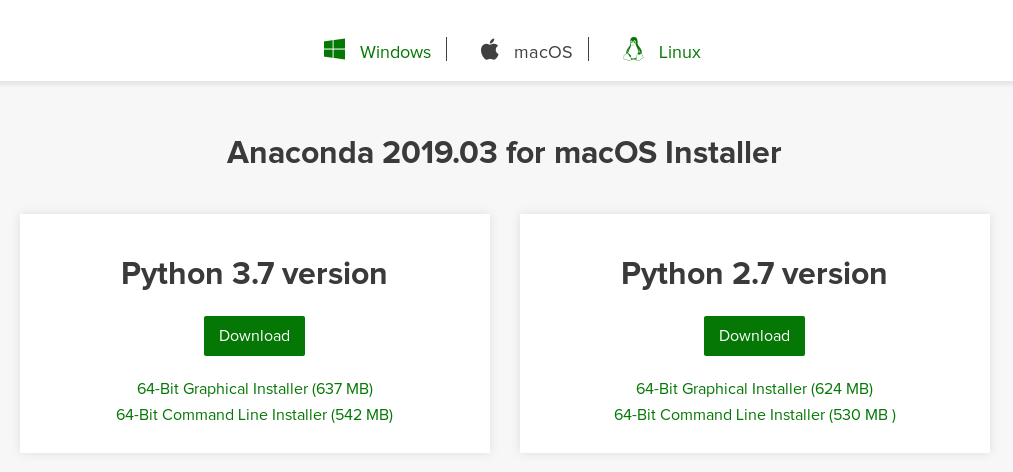 Windows
macOS
Linux
Anaconda 2019.03 for macOS Installer
Python 3.7 version
Download
64-Bit Graphical Installer (637 MB)
64-Bit Command Line Installer (542 MB)
Python 2.7 version
Download
64-Bit Graphical Installer (624 MB)
64-Bit Command Line Installer (530 MB )